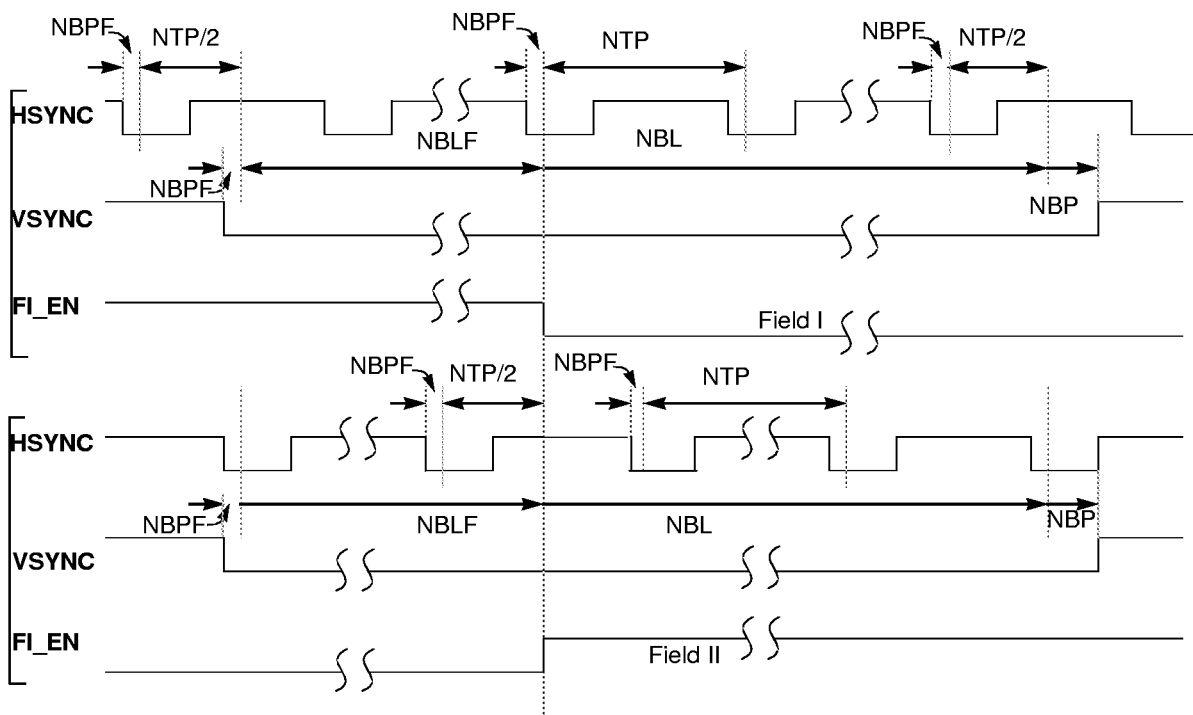 NBPF
NTP/2
NBPF
NTP
NBPF
NTP/2
HSYNC
NBLF
NBL
NBPF
NBP
VSYNC
FI_EN
Field I
NBPF
NTP/2
NBPF
NTP
HSYNC
NBPF
NBLF
NBL
NBP
VSYNC
FI_EN
Field II